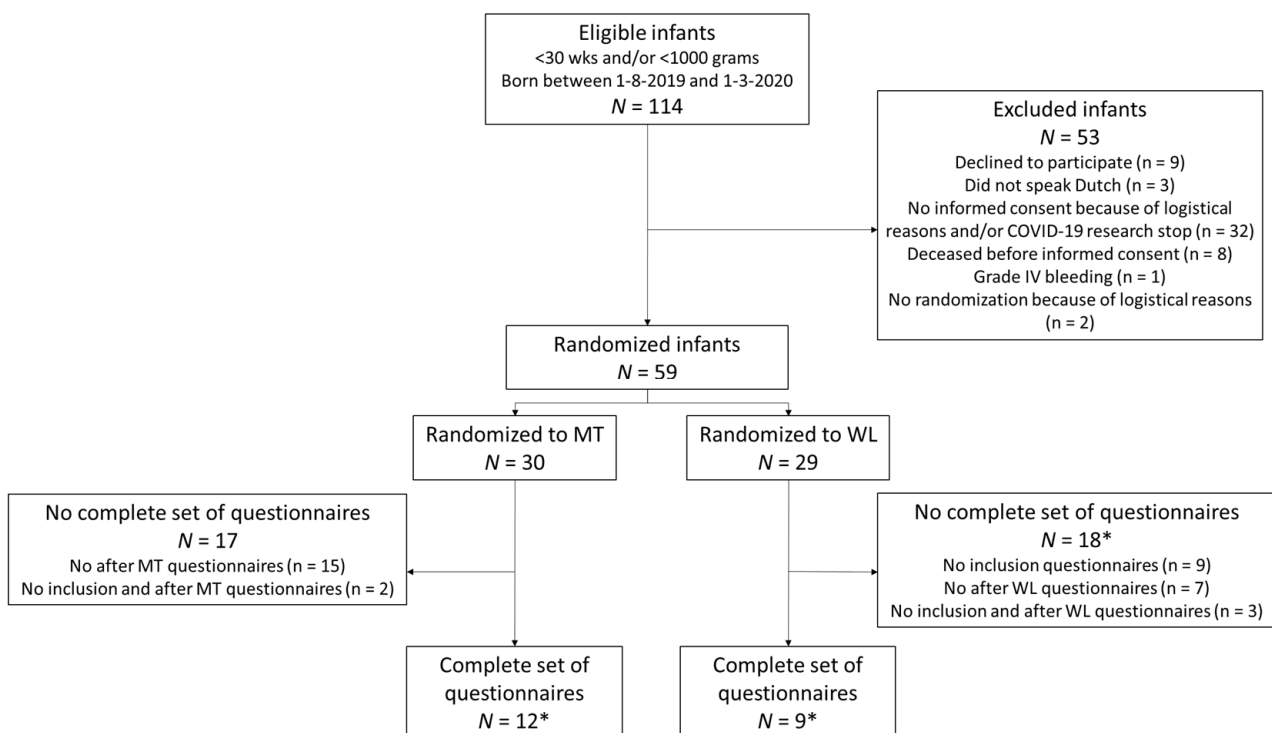 Eligible infants
<30 wks and/or <1000 grams
Born between 1-8-2019 and 1-3-2020
N = 114
Excluded infants
N = 53
Declined to participate (n = 9)
Did not speak Dutch (n = 3)
No informed consent because of logistical
reasons and/or COVID-19 research stop (n = 32)
Deceased before informed consent (n = 8)
Grade IV bleeding (n = 1)
No randomization because of logistical reasons
(n = 2)
Randomized infants
N = 59
Randomized to MT
N = 30
Randomized to WL
N = 29
No complete set of questionnaires
N = 17
No after MT questionnaires (n = 15)
No inclusion and after MT questionnaires (n = 2)
No complete set of questionnaires
N = 18*
No inclusion questionnaires (n = 9)
No after WL questionnaires (n = 7)
No inclusion and after WL questionnaires (n = 3)
Complete set of
questionnaires
N = 12*
Complete set of
questionnaires
N = 9*